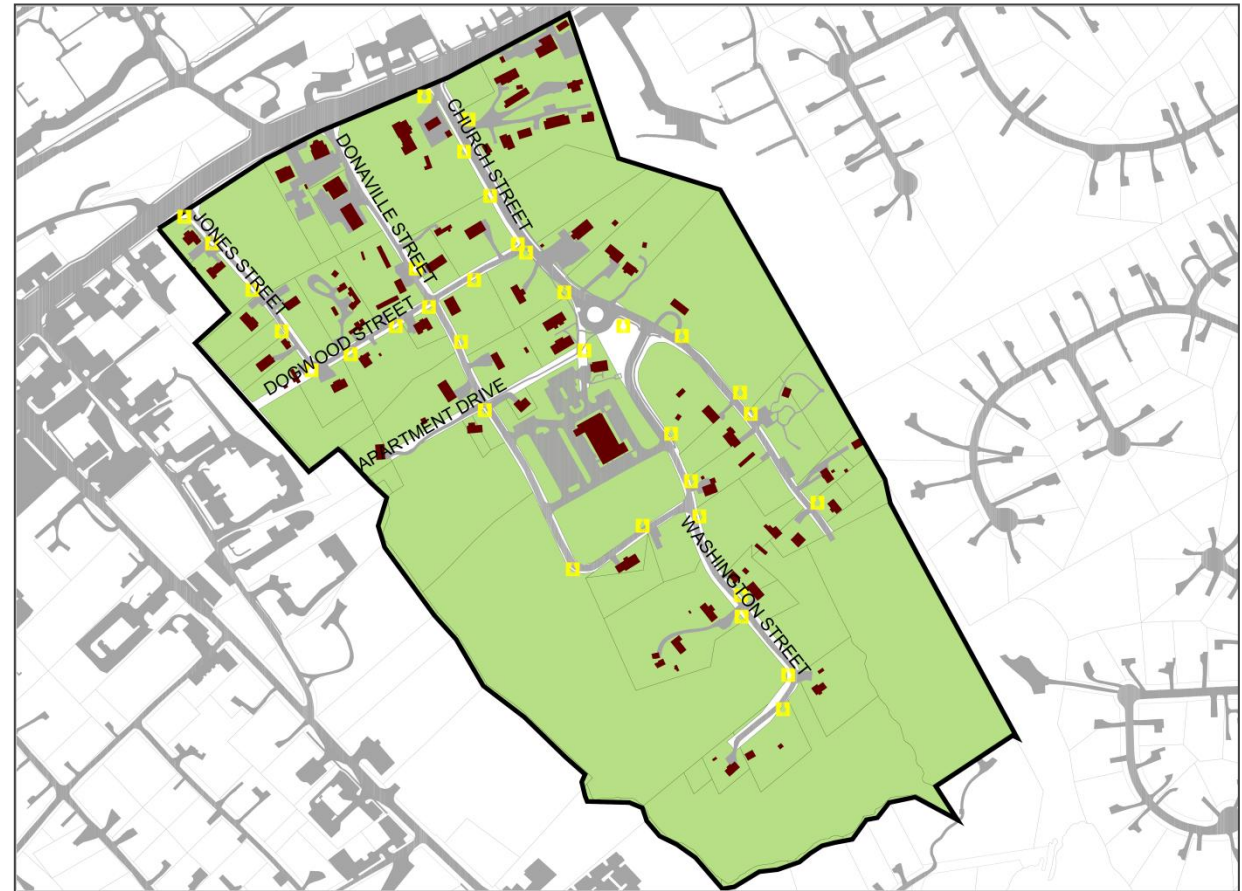 CHURCH STREET
DONAVILLE STREET
JONES STREET
DOGWOOD STREET
APARTMENT DRIVE
WASHINGTON STREET